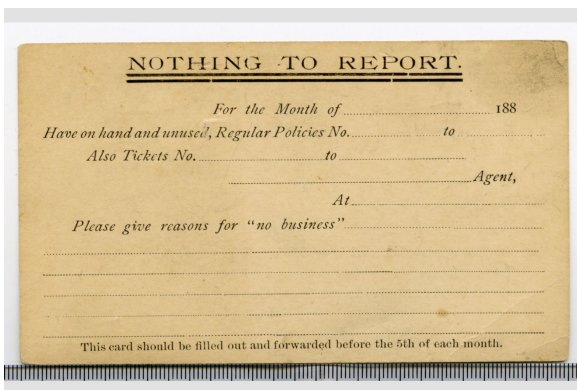 NOTHING TO REPORT.
For the Month of 188
Have on hand and unused, Regular Policies No. to
Also Tickets No. to
Agent,
At
Please give reasons for "no business"
This card should be filled out and forwarded before the 5th of each month.